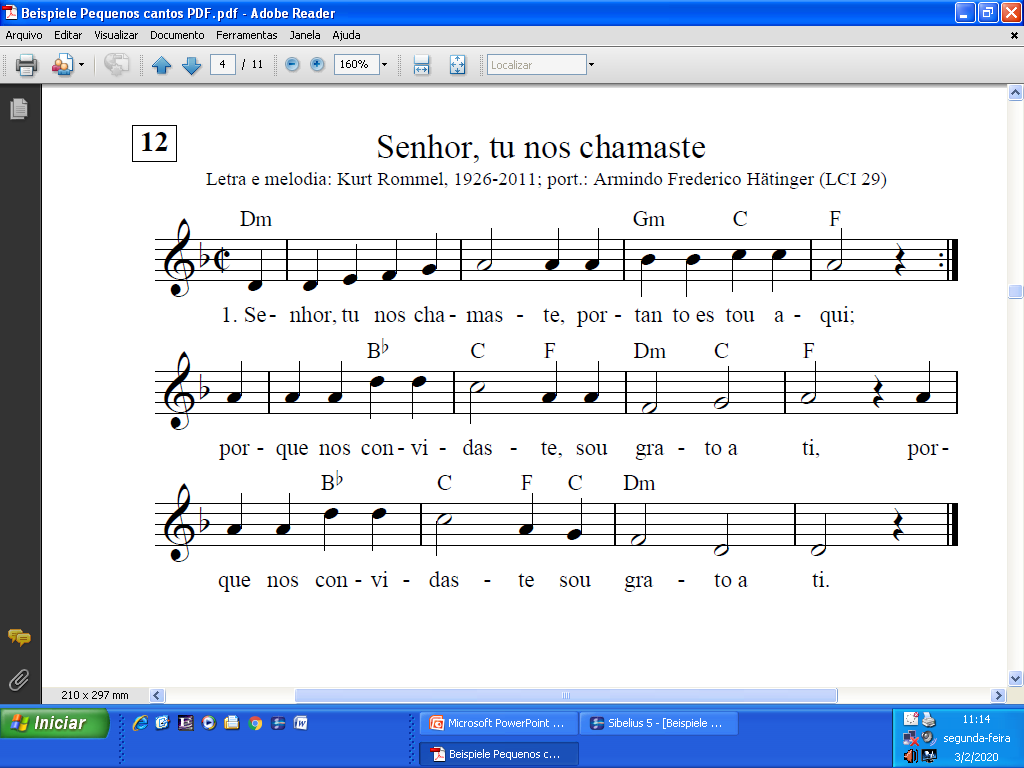 Beispiele Pequenos cantos PDF.pdf - Adobe Reader
Arquivo Editar Visualizar Documento Ferramentas Janela Ajuda
4 / 11 160% Localizar
12
Senhor, tu nos chamaste
Letra e melodia: Kurt Rommel, 1926-2011; port.: Armindo Frederico Hätinger (LCI 29)
Dm Gm C F
1. Se- nhor, tu nos cha- mas - te, por- tan to es tou a - qui;
B♭ C F Dm C F
por- que nos con- vi- das - te, sou gra - to a ti, por-
B♭ C F C Dm
que nos con - vi - das - te sou gra - to a ti.
210 x 297 mm
Iniciar
Microsoft PowerPoint ... Sibelius 5 - [Beispiele ...
Beispiele Pequenos c...
11:14
segunda-feira
3/2/2020